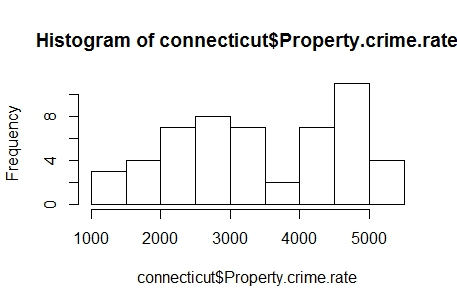 Histogram of connecticut$Property.crime.rate
Frequency
8
4
0
1000 2000 3000 4000 5000
connecticut$Property.crime.rate